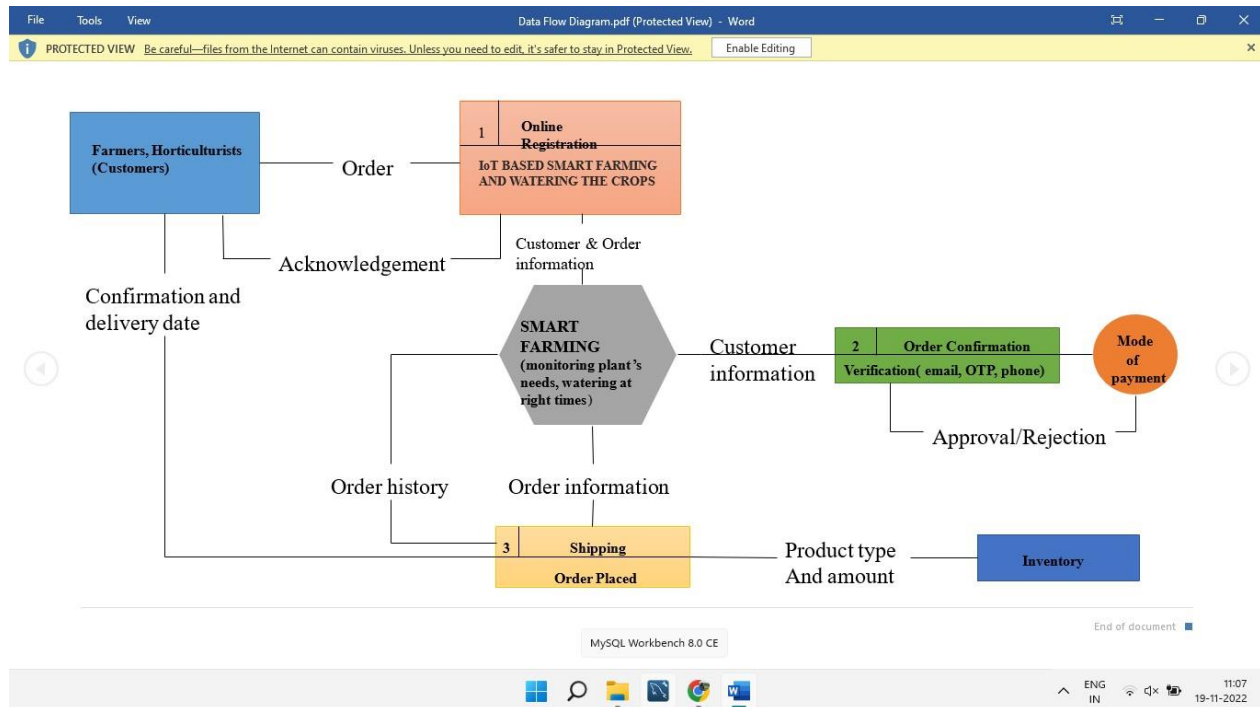 File Tools View Data Flow Diagram.pdf (Protected View) - Word
PROTECTED VIEW Be careful—files from the Internet can contain viruses. Unless you need to edit, it's safer to stay in Protected View. Enable Editing
Farmers, Horticulturists
(Customers)
Order
1 Online
Registration
IoT BASED SMART FARMING
AND WATERING THE CROPS
Acknowledgement
Customer & Order
information
Confirmation and
delivery date
SMART
FARMING
(monitoring plant's
needs, watering at
right times)
Customer
information
2 Order Confirmation
Verification( email, OTP, phone)
Mode
of
payment
Approval/Rejection
Order history
Order information
3 Shipping
Order Placed
Product type
And amount
Inventory
End of document
MySQL Workbench 8.0 CE
ENG
IN
11:07
19-11-2022